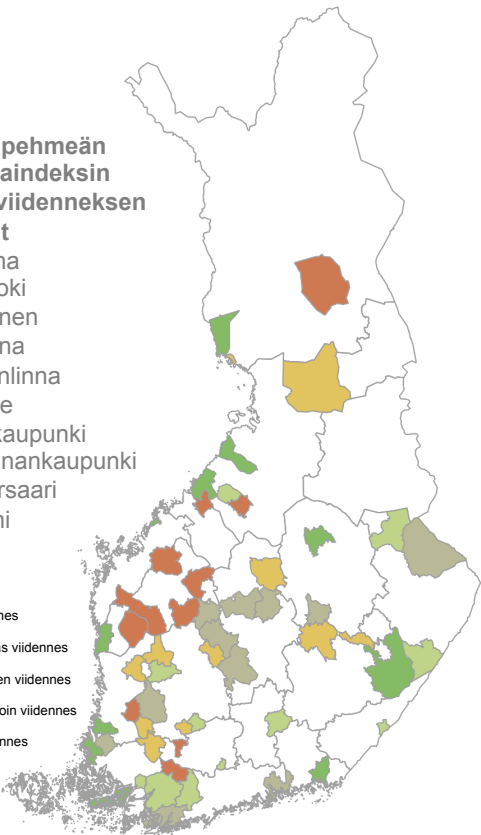 pehmeän
aindeksin
viidenneksen
t
na
oki
nen
na
nlinna
e
kaupunki
nankaupunki
rsaari
ni
nes
s viidennes
en viidennes
oin viidennes
nnes